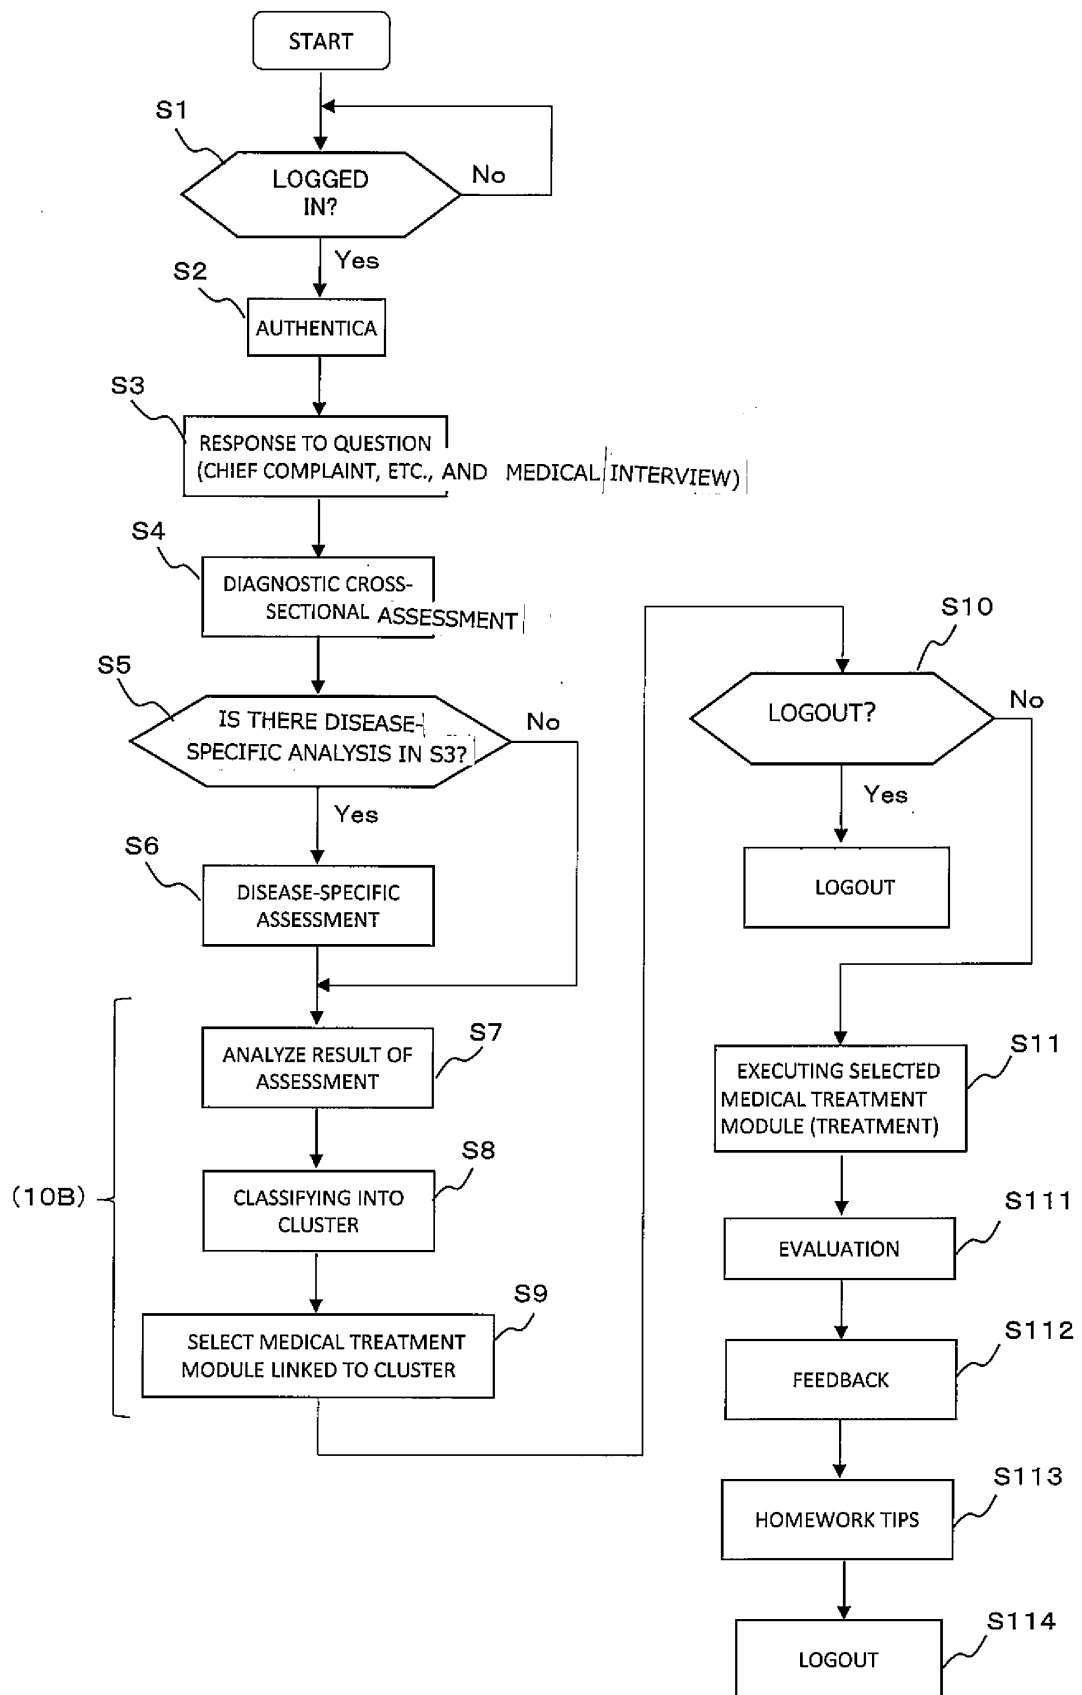 START
S1
LOGGED
IN?
No
Yes
S2
AUTHENTICA
S3
RESPONSE TO QUESTION
(CHIEF COMPLAINT, ETC., AND MEDICAL INTERVIEW)
S4
DIAGNOSTIC CROSS-
SECTIONAL ASSESSMENT
S5
IS THERE DISEASE-
SPECIFIC ANALYSIS IN S3?
No
Yes
S6
DISEASE-SPECIFIC
ASSESSMENT
(10B)
S7
ANALYZE RESULT OF
ASSESSMENT
S8
CLASSIFYING INTO
CLUSTER
S9
SELECT MEDICAL TREATMENT
MODULE LINKED TO CLUSTER
S10
LOGOUT?
No
Yes
LOGOUT
S11
EXECUTING SELECTED
MEDICAL TREATMENT
MODULE (TREATMENT)
S111
EVALUATION
S112
FEEDBACK
S113
HOMEWORK TIPS
S114
LOGOUT